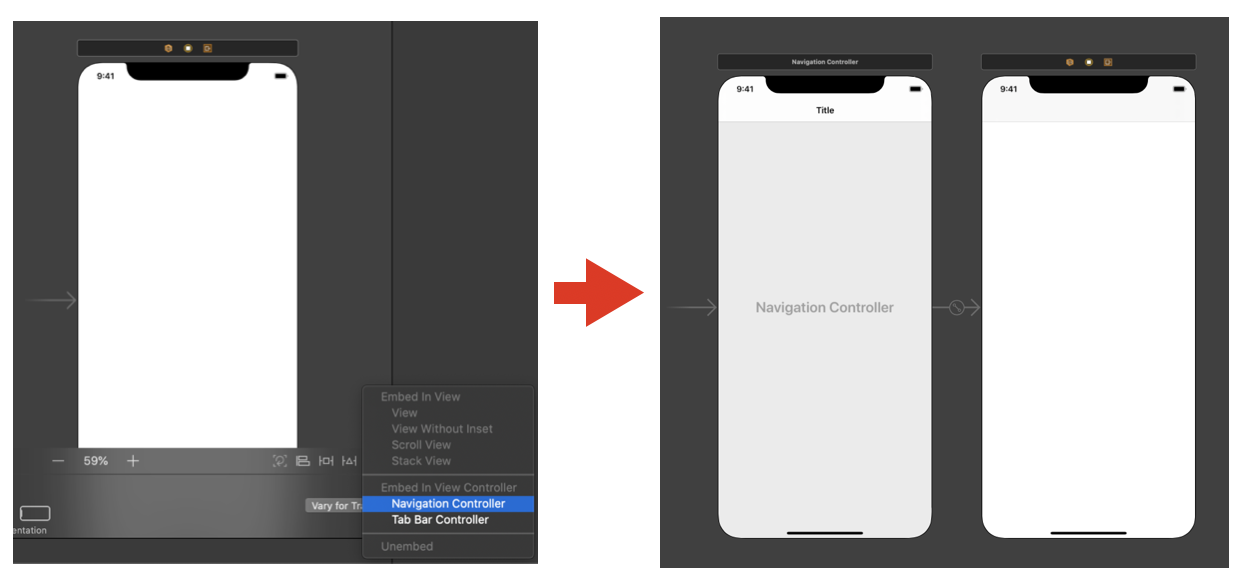 9:41
Embed In View
View
View Without Inset
Scroll View
Stack View
59%
Embed In View Controller
Navigation Controller
Vary for Tr
Tab Bar Controller
entation
Unembed
Navigation Controller
9:41
Title
Navigation Controller
9:41